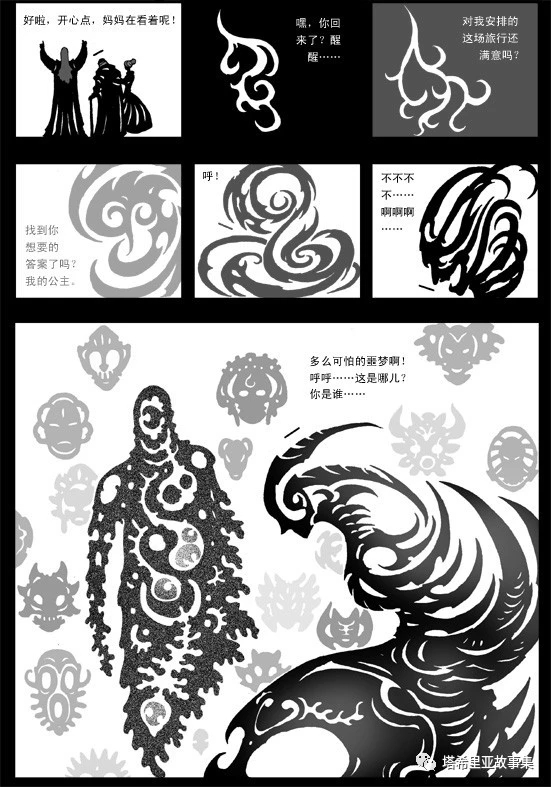 好啦，开心点，妈妈在看着呢！
嘿，你回
来了？醒
醒……
对我安排的
这场旅行还
满意吗？
找到你
想要的
答案了吗？
我的公主。
呼！
不不不
不……
啊啊啊
……
多么可怕的噩梦啊！
呼呼……这是哪儿？
你是谁……
塔希里亚故事集